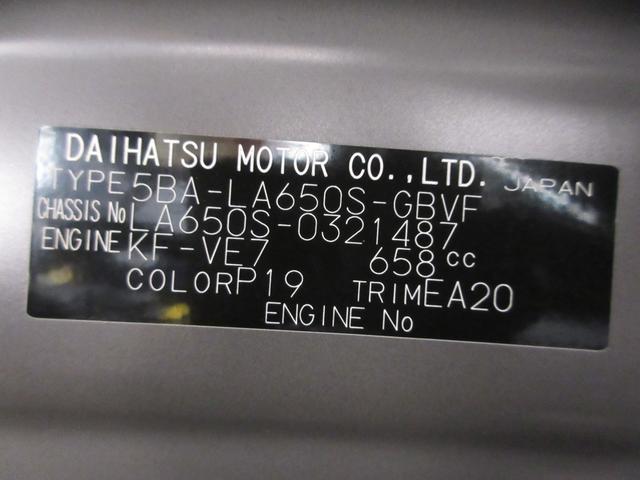 DAIHATSU MOTOR CO.,LTD. JAPAN
TYPE 5BA-LA650S-GBVF
CHASSIS No LA650S-0321487
ENGINE KF-VE7 658 cc
COLOR P19 TRIM EA20
ENGINE No